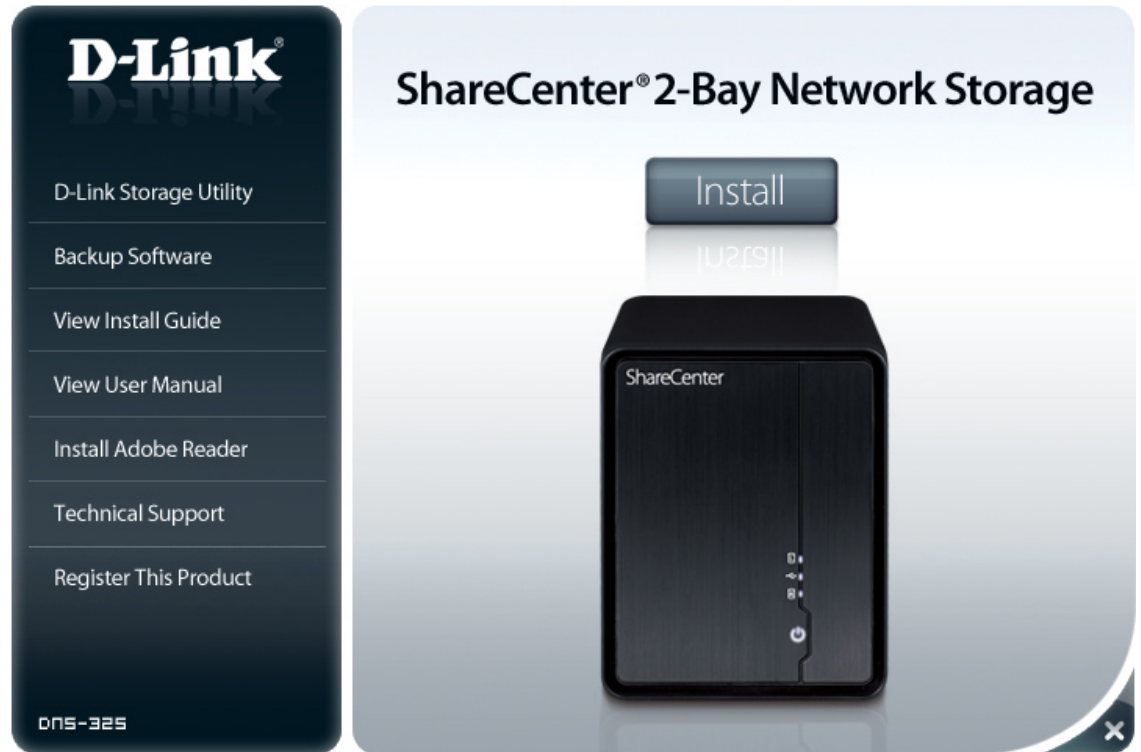 D-Link®
D-Link Storage Utility
Backup Software
View Install Guide
View User Manual
Install Adobe Reader
Technical Support
Register This Product
DNS-325
ShareCenter® 2-Bay Network Storage
Install
ShareCenter